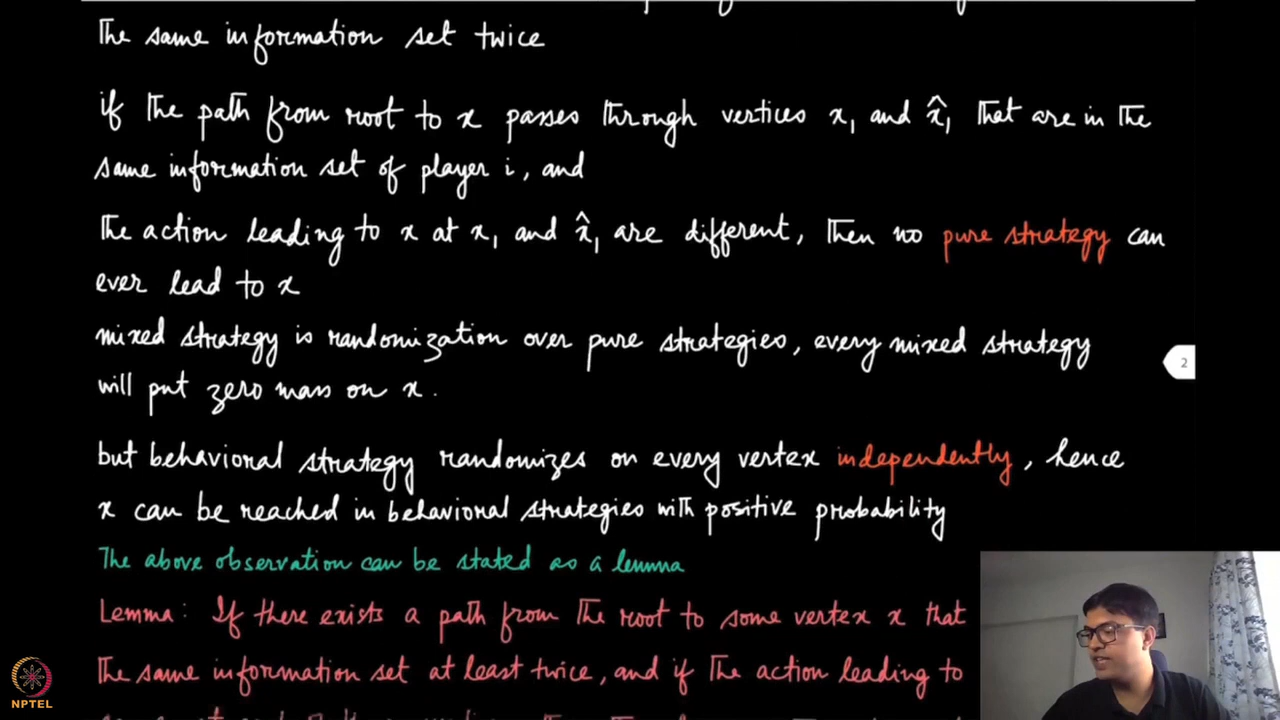 The same information set twice
if the path from root to x passes through vertices x₁ and x̂₁ that are in the
same information set of player i, and
The action leading to x at x₁ and x̂₁ are different, then no pure strategy can
ever lead to x
mixed strategy is randomization over pure strategies, every mixed strategy
will put zero mass on x.
2
but behavioral strategy randomizes on every vertex independently, hence
x can be reached in behavioral strategies with positive probability
The above observation can be stated as a lemma
Lemma: If there exists a path from the root to some vertex x that
the same information set at least twice, and if the action leading to
NPTEL